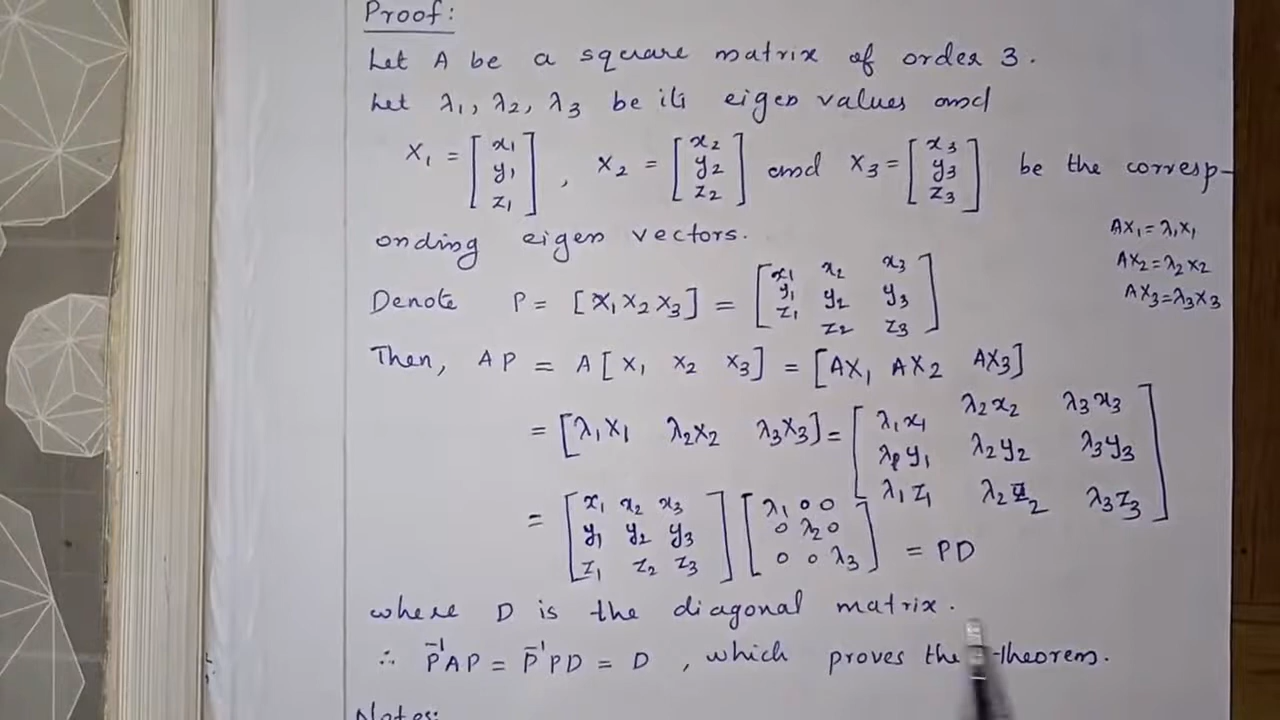 Proof:
Let A be a square matrix of order 3.
Let λ₁, λ₂, λ₃ be its eigen values and
X₁ = [x₁ y₁ z₁], X₂ = [x₂ y₂ z₂] and X₃ = [x₃ y₃ z₃] be the corresp-
onding eigen vectors.
AX₁ = λ₁X₁
AX₂ = λ₂X₂
AX₃ = λ₃X₃
Denote P = [X₁ X₂ X₃] = [x₁ x₂ x₃ y₁ y₂ y₃ z₁ z₂ z₃]
Then, AP = A[X₁ X₂ X₃] = [AX₁ AX₂ AX₃]
= [λ₁X₁ λ₂X₂ λ₃X₃] = [λ₁x₁ λ₂x₂ λ₃x₃ λ₁y₁ λ₂y₂ λ₃y₃ λ₁z₁ λ₂z₂ λ₃z₃]
= [x₁ x₂ x₃ y₁ y₂ y₃ z₁ z₂ z₃] [λ₁ 0 0 0 λ₂ 0 0 0 λ₃] = PD
where D is the diagonal matrix.
∴ P⁻¹AP = P⁻¹PD = D, which proves the theorem.
Notes: